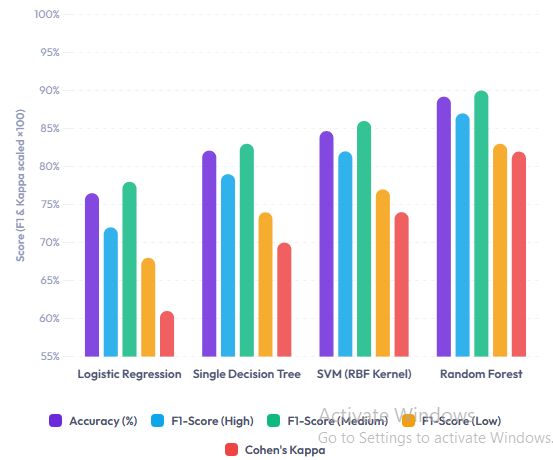 Score (F1 & Kappa scaled ×100)
100%
95%
90%
85%
80%
75%
70%
65%
60%
55%
Logistic Regression Single Decision Tree SVM (RBF Kernel) Random Forest
Accuracy (%) F1-Score (High) F1-Score (Medium) F1-Score (Low)
Cohen's Kappa
Activate Windows
Go to Settings to activate Windows.